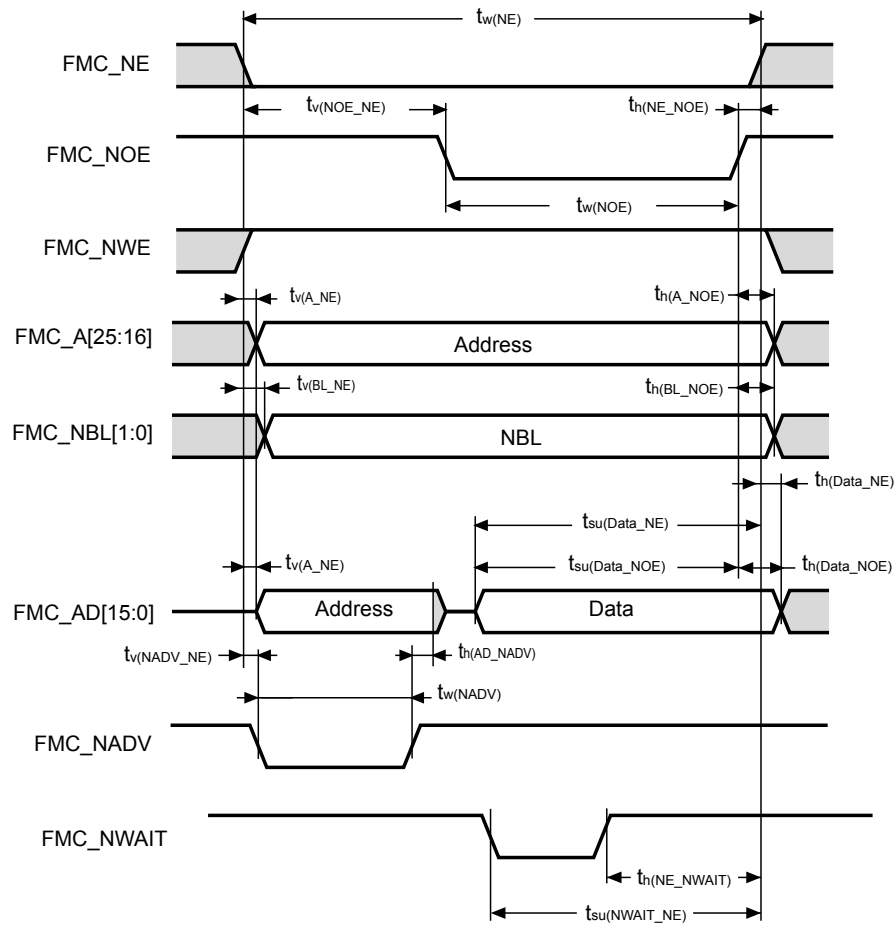 tw(NE)
FMC_NE
tv(NOE_NE)
th(NE_NOE)
FMC_NOE
tw(NOE)
FMC_NWE
tv(A_NE)
th(A_NOE)
FMC_A[25:16]
Address
tv(BL_NE)
th(BL_NOE)
FMC_NBL[1:0]
NBL
th(Data_NE)
tsu(Data_NE)
tv(A_NE)
tsu(Data_NOE)
th(Data_NOE)
FMC_AD[15:0]
Address
Data
tv(NADV_NE)
th(AD_NADV)
tw(NADV)
FMC_NADV
FMC_NWAIT
th(NE_NWAIT)
tsu(NWAIT_NE)